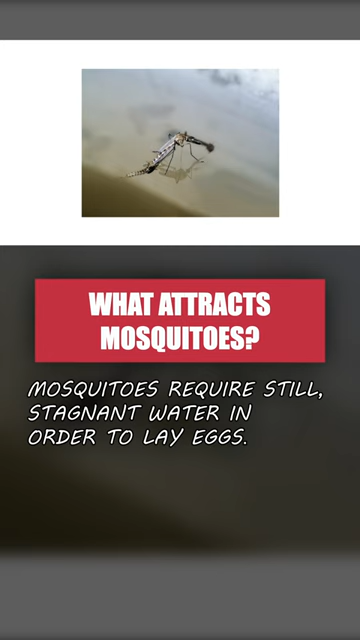 WHAT ATTRACTS
MOSQUITOES?
MOSQUITOES REQUIRE STILL,
STAGNANT WATER IN
ORDER TO LAY EGGS.